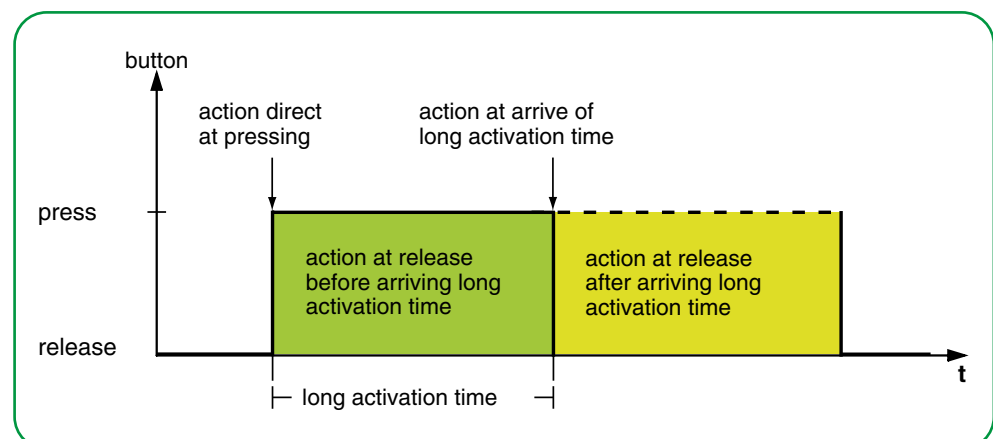 button
action direct
at pressing
action at arrive of
long activation time
press
action at release
before arriving long
activation time
action at release
after arriving long
activation time
release
t
long activation time